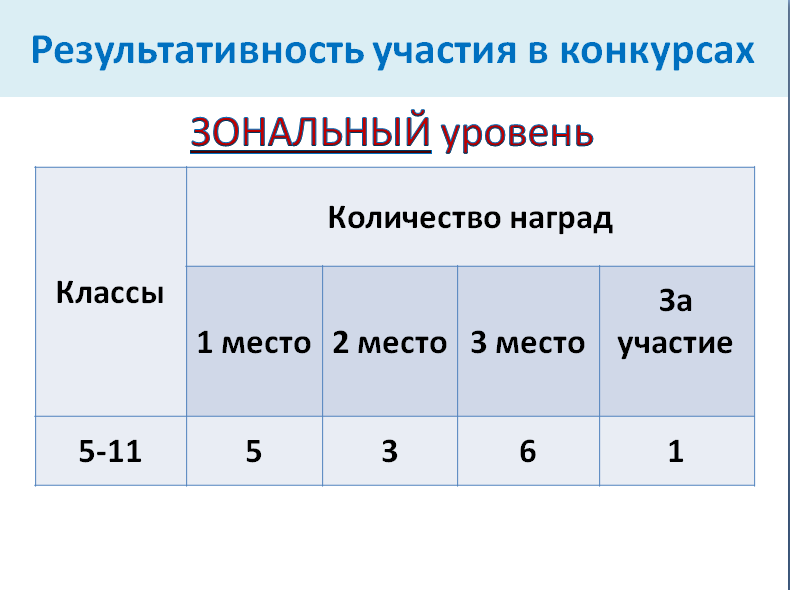 Результативность участия в конкурсах
ЗОНАЛЬНЫЙ уровень
Классы
Количество наград
1 место
2 место
3 место
За
участие
5-11
5
3
6
1